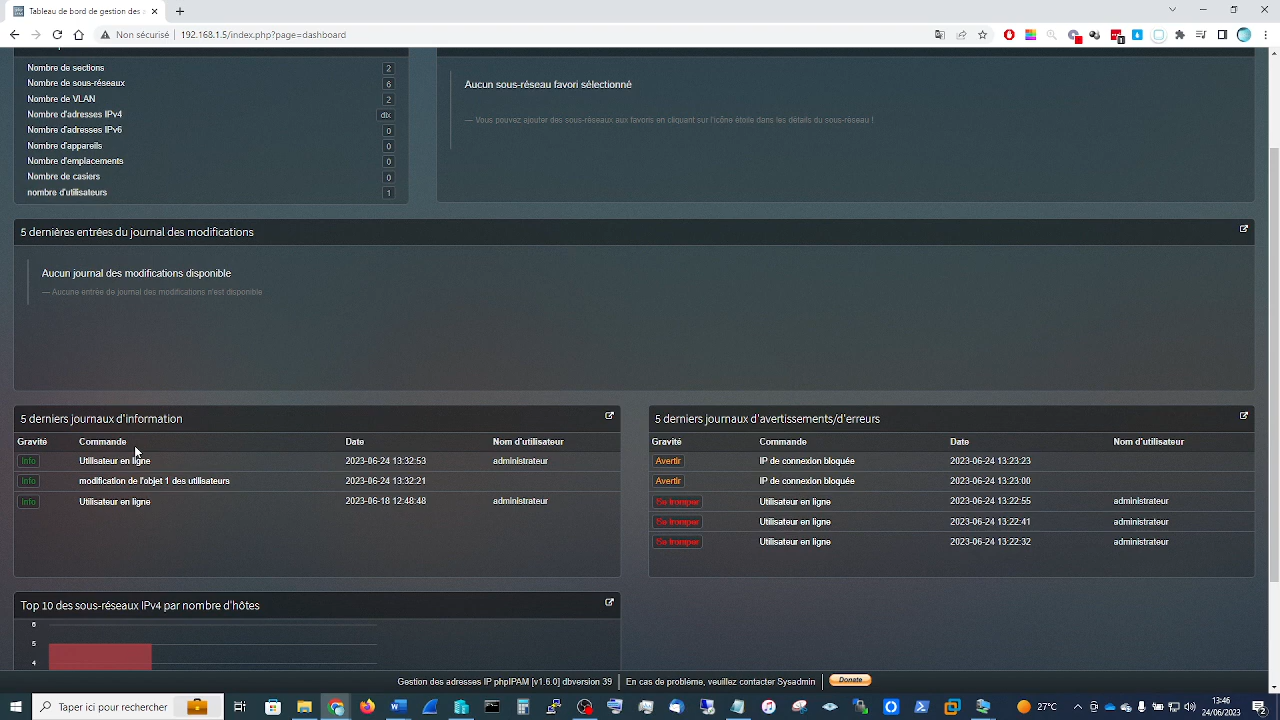 Tableau de bord de gestion des
Non sécurisé
192.168.1.5/index.php?page=dashboard
Nombre de sections 2
Nombre de sous-réseaux 6
Nombre de VLAN 2
Nombre d'adresses IPv4 dix
Nombre d'adresses IPv6 0
Nombre d'appareils 0
Nombre d'emplacements 0
Nombre de casiers 0
nombre d'utilisateurs 1
Aucun sous-réseau favori sélectionné
— Vous pouvez ajouter des sous-réseaux aux favoris en cliquant sur l'icône étoile dans les détails du sous-réseau !
5 dernières entrées du journal des modifications
Aucun journal des modifications disponible
— Aucune entrée de journal des modifications n'est disponible
5 derniers journaux d'information
Gravité Commande Date Nom d'utilisateur
Info Utilisateur en ligne 2023-06-24 13:32:53 administrateur
Info modification de l'objet 1 des utilisateurs 2023-06-24 13:32:21
Info Utilisateur en ligne 2023-06-18 12:48:48 administrateur
5 derniers journaux d'avertissements/d'erreurs
Gravité Commande Date Nom d'utilisateur
Avertir IP de connexion bloquée 2023-06-24 13:23:23
Avertir IP de connexion bloquée 2023-06-24 13:23:00
Se tromper Utilisateur en ligne 2023-06-24 13:22:55 administrateur
Se tromper Utilisateur en ligne 2023-06-24 13:22:41 administrateur
Se tromper Utilisateur en ligne 2023-06-24 13:22:32 administrateur
Top 10 des sous-réseaux IPv4 par nombre d'hôtes
6
5
4
Gestion des adresses IP phpIPAM [v1.6.0] dbversion 39
En cas de problème, veuillez contacter Sysadmin
Donate
Taper ici pour rechercher
27°C
13:46
24/06/2023